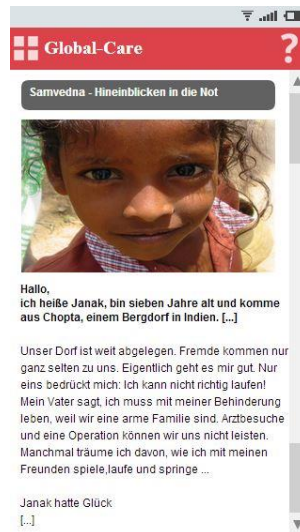 Global-Care
?
Samvedna - Hineinblicken in die Not
Hallo,
ich heiße Janak, bin sieben Jahre alt und komme
aus Chopta, einem Bergdorf in Indien. [...]
Unser Dorf ist weit abgelegen. Fremde kommen nur
ganz selten zu uns. Eigentlich geht es mir gut. Nur
eins bedrückt mich: Ich kann nicht richtig laufen!
Mein Vater sagt, ich muss mit meiner Behinderung
leben, weil wir eine arme Familie sind. Arztbesuche
und eine Operation können wir uns nicht leisten.
Manchmal träume ich davon, wie ich mit meinen
Freunden spiele,laufe und springe ...
Janak hatte Glück
[...]